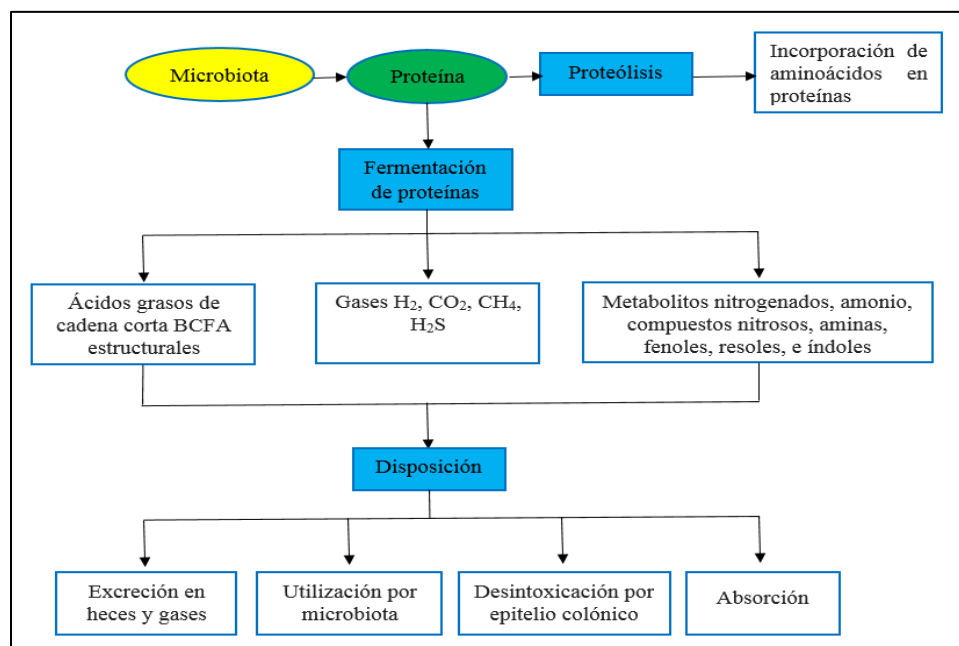 Microbiota
Proteína
Proteólisis
Incorporación de
aminoácidos en
proteínas
Fermentación
de proteínas
Ácidos grasos de
cadena corta BCFA
estructurales
Gases H₂, CO₂, CH₄,
H₂S
Metabolitos nitrogenados, amonio,
compuestos nitrosos, aminas,
fenoles, resoles, e índoles
Disposición
Excreción en
heces y gases
Utilización por
microbiota
Desintoxicación por
epitelio colónico
Absorción